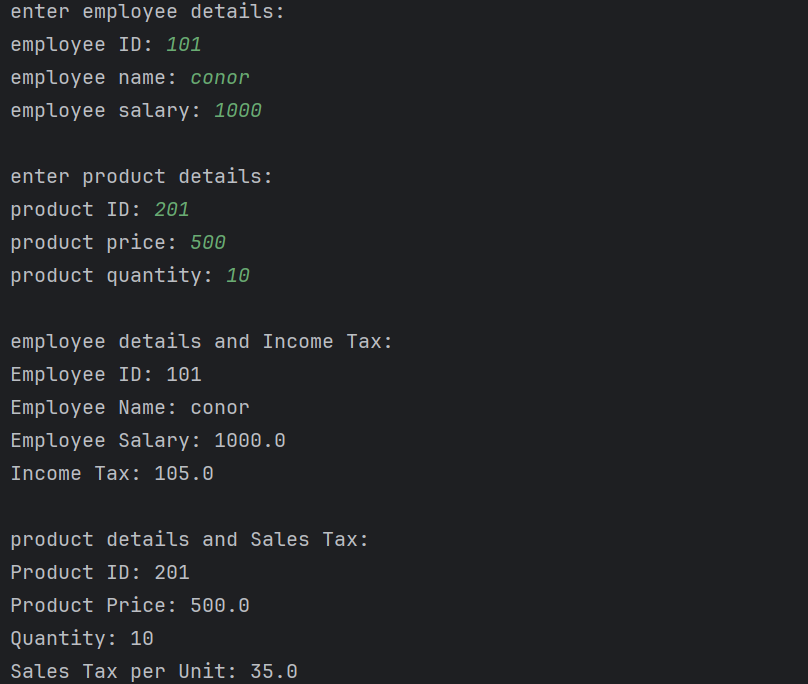 enter employee details:
employee ID: 101
employee name: conor
employee salary: 1000
enter product details:
product ID: 201
product price: 500
product quantity: 10
employee details and Income Tax:
Employee ID: 101
Employee Name: conor
Employee Salary: 1000.0
Income Tax: 105.0
product details and Sales Tax:
Product ID: 201
Product Price: 500.0
Quantity: 10
Sales Tax per Unit: 35.0